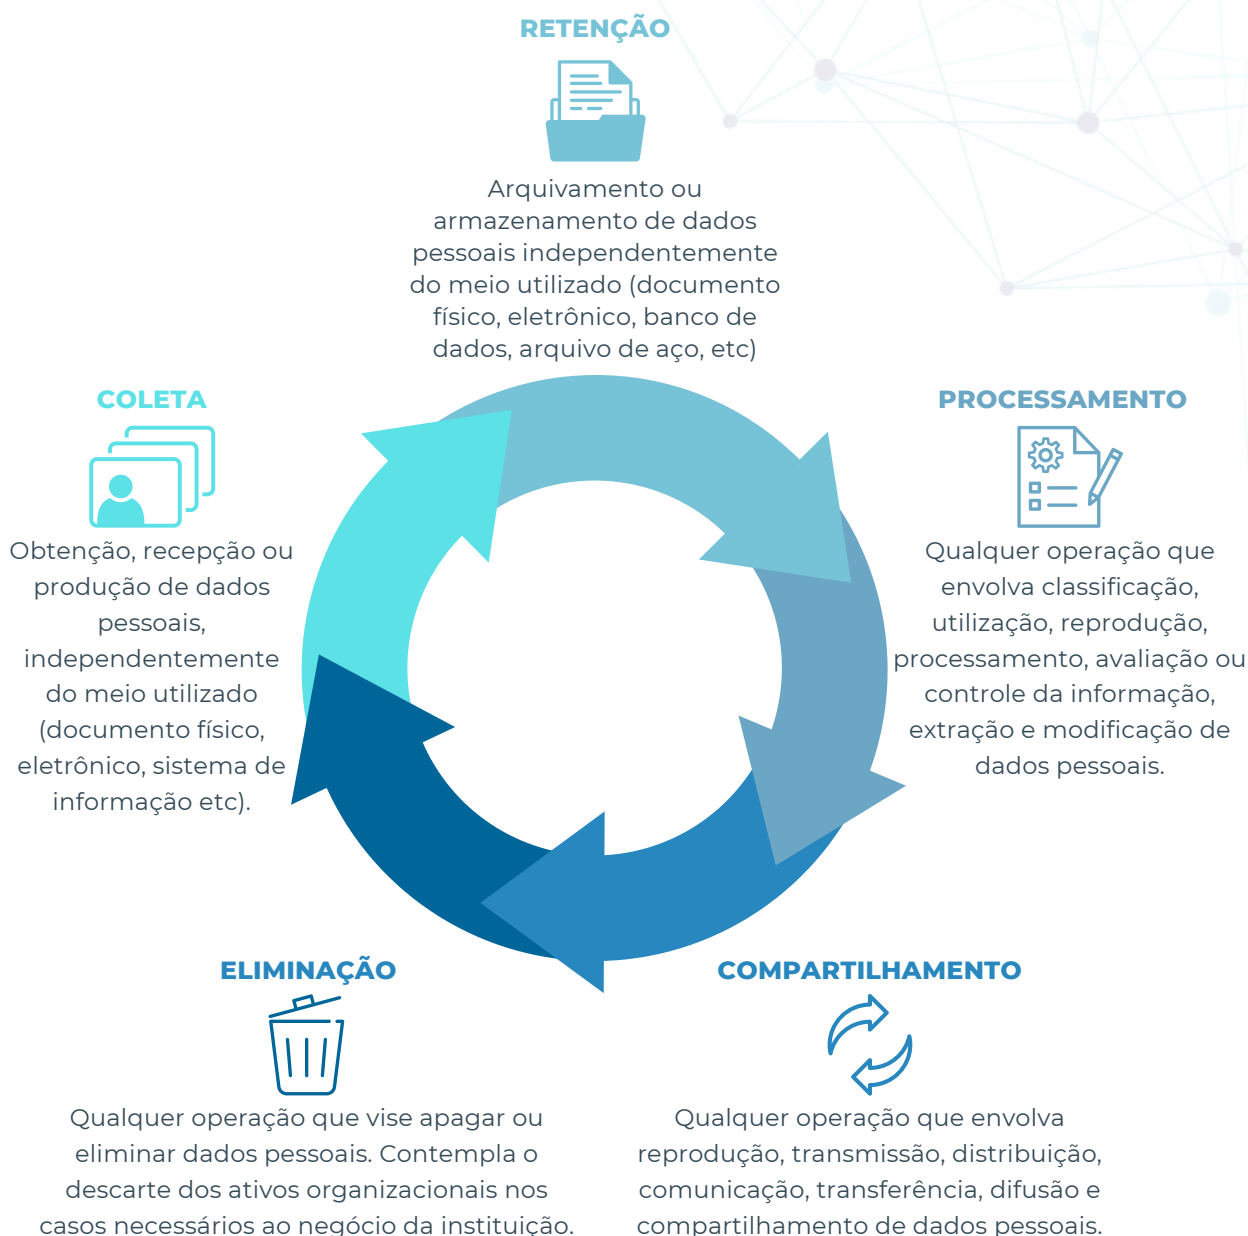 RETENÇÃO
Arquivamento ou
armazenamento de dados
pessoais independentemente
do meio utilizado (documento
físico, eletrônico, banco de
dados, arquivo de aço, etc)
COLETA
Obtenção, recepção ou
produção de dados
pessoais,
independentemente
do meio utilizado
(documento físico,
eletrônico, sistema de
informação etc).
PROCESSAMENTO
Qualquer operação que
envolva classificação,
utilização, reprodução,
processamento, avaliação ou
controle da informação,
extração e modificação de
dados pessoais.
ELIMINAÇÃO
Qualquer operação que vise apagar ou
eliminar dados pessoais. Contempla o
descarte dos ativos organizacionais nos
casos necessários ao negócio da instituição.
COMPARTILHAMENTO
Qualquer operação que envolva
reprodução, transmissão, distribuição,
comunicação, transferência, difusão e
compartilhamento de dados pessoais.